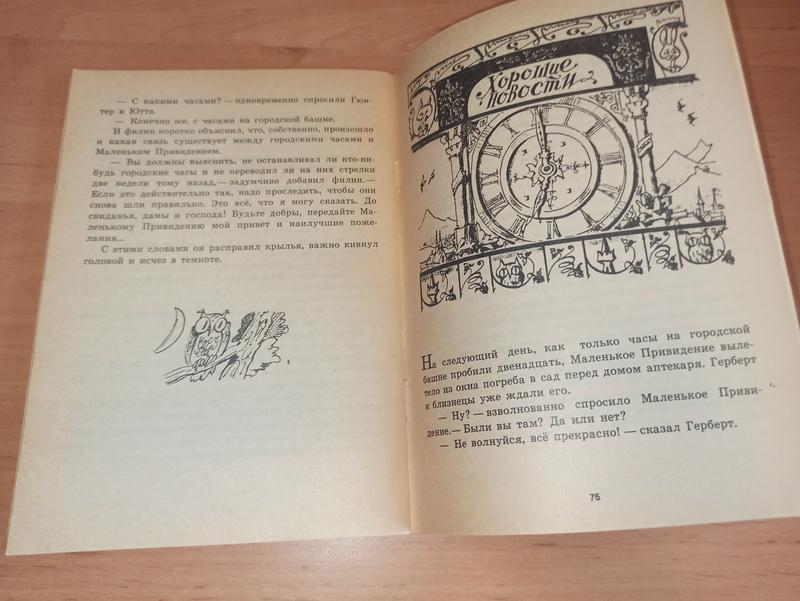 — С какими часами? — одновременно спросили Гюн-
тер и Ютта.
— Конечно же, с часами на городской башне.
И филин коротко объяснил, что, собственно, произошло
и какая связь существует между городскими часами и
Маленьким Привидением.
— Вы должны выяснить, не останавливал ли кто-ни-
будь городские часы и не переводил ли на них стрелки
две недели тому назад,— задумчиво добавил филин.—
Если это действительно так, надо проследить, чтобы они
снова шли правильно. Это всё, что я могу сказать. До
свиданья, дамы и господа! Будьте добры, передайте Ма-
ленькому Привидению мой привет и наилучшие поже-
лания...
С этими словами он расправил крылья, важно кивнул
головой и исчез в темноте.
Хорошие
новости
На следующий день, как только часы на городской
башне пробили двенадцать, Маленькое Привидение выле-
тело из окна погреба в сад перед домом аптекаря. Герберт
и близнецы уже ждали его.
— Ну? — взволнованно спросило Маленькое Приви-
дение.— Были вы там? Да или нет?
— Не волнуйся, всё прекрасно! — сказал Герберт.
75